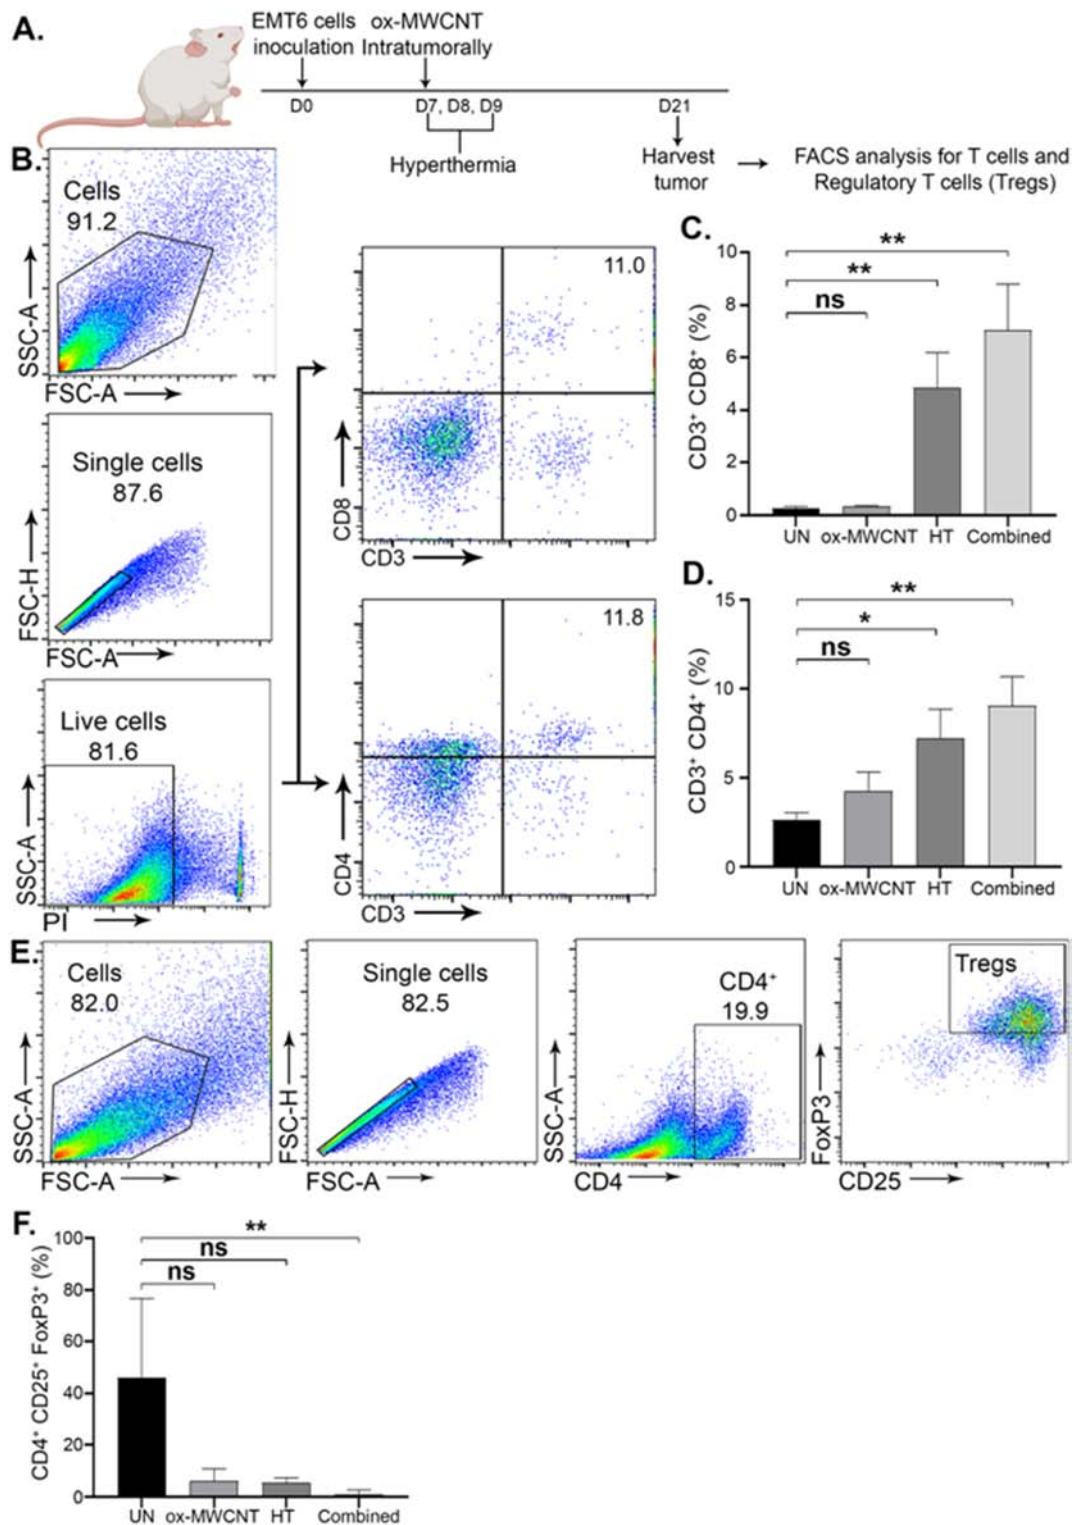 A.
EMT6 cells
inoculation
ox-MWCNT
Intratumorally
D0
D7, D8, D9
D21
Hyperthermia
Harvest
tumor
FACS analysis for T cells and
Regulatory T cells (Tregs)
B.
Cells
91.2
SSC-A
FSC-A
Single cells
87.6
FSC-H
FSC-A
Live cells
81.6
SSC-A
PI
11.0
CD8
CD3
11.8
CD4
CD3
C.
CD3⁺ CD8⁺ (%)
10
8
6
4
2
0
**
**
ns
UN ox-MWCNT HT Combined
D.
CD3⁺ CD4⁺ (%)
15
10
5
0
**
*
ns
UN ox-MWCNT HT Combined
E.
Cells
82.0
SSC-A
FSC-A
Single cells
82.5
FSC-H
FSC-A
CD4⁺
19.9
SSC-A
CD4
Tregs
FoxP3
CD25
F.
CD4⁺ CD25⁺ FoxP3⁺ (%)
100
80
60
40
20
0
**
ns
ns
UN ox-MWCNT HT Combined